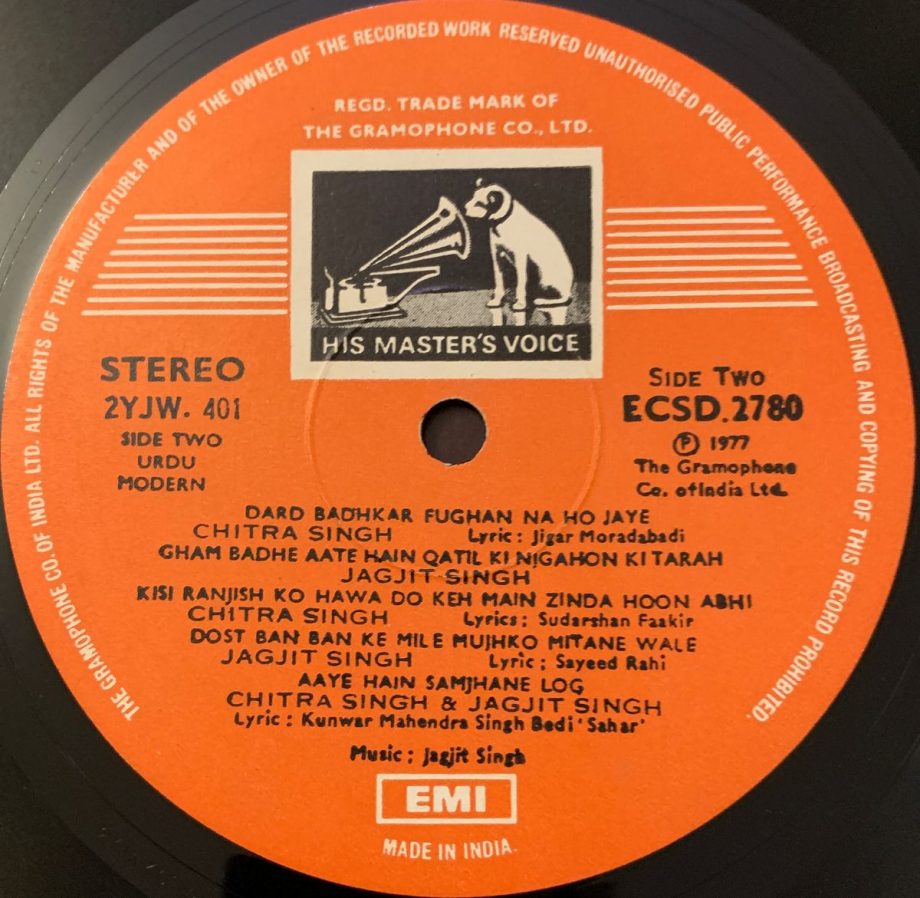 THE GRAMOPHONE CO. OF INDIA LTD. ALL RIGHTS OF THE MANUFACTURER AND OF THE OWNER OF THE RECORDED WORK RESERVED UNAUTHORISED PUBLIC PERFORMANCE BROADCASTING AND COPYING OF THIS RECORD PROHIBITED.
REGD. TRADE MARK OF
THE GRAMOPHONE CO., LTD.
HIS MASTER'S VOICE
STEREO
2YJW. 401
SIDE TWO
URDU
MODERN
SIDE TWO
ECSD.2780
Ⓟ 1977
The Gramophone
Co. of India Ltd.
DARD BADHKAR FUGHAN NA HO JAYE
CHITRA SINGH Lyric : Jigar Moradabadi
GHAM BADHE AATE HAIN QATIL KI NIGAHON KI TARAH
JAGJIT SINGH
KISI RANJISH KO HAWA DO KEH MAIN ZINDA HOON ABHI
CHITRA SINGH Lyrics : Sudarshan Faakir
DOST BAN BAN KE MILE MUJHKO MITANE WALE
JAGJIT SINGH Lyric : Sayeed Rahi
AAYE HAIN SAMJHANE LOG
CHITRA SINGH & JAGJIT SINGH
Lyric : Kunwar Mahendra Singh Bedi 'Sahar'
Music : Jagjit Singh
EMI
MADE IN INDIA.